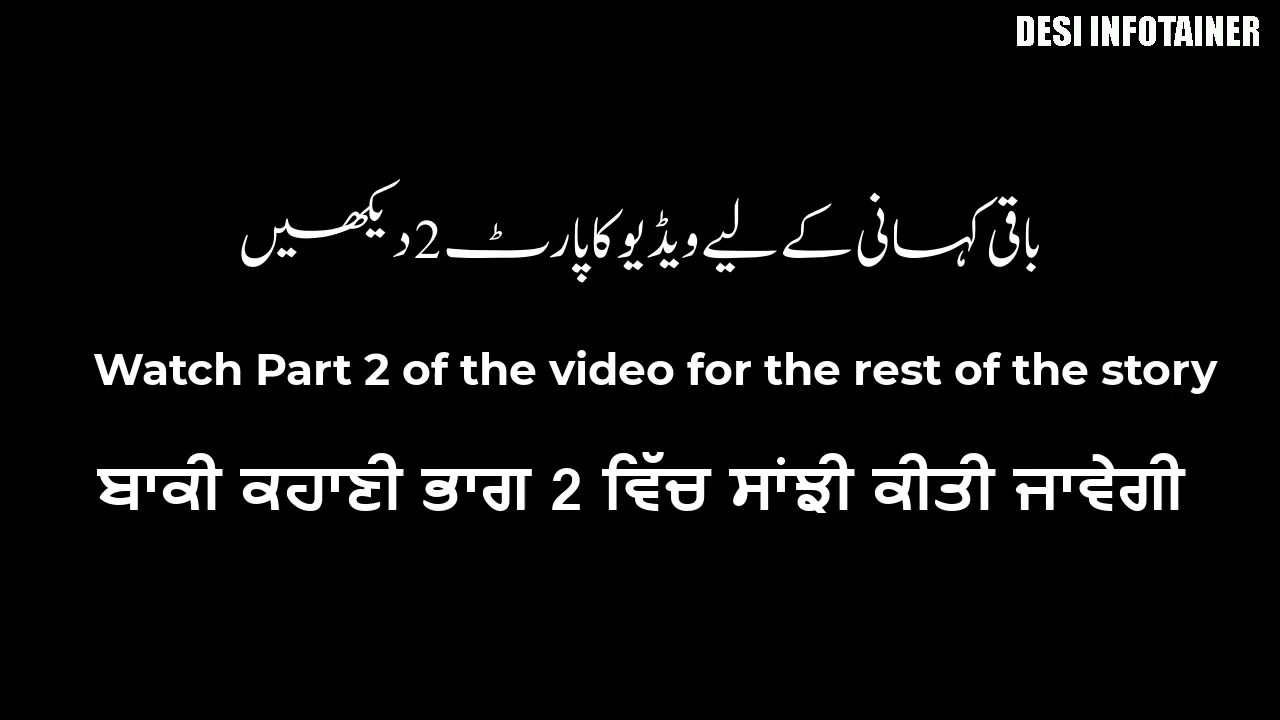 DESI INFOTAINER
باقی کہانی کے لیے ویڈیو کا پارٹ 2 دیکھیں
Watch Part 2 of the video for the rest of the story
ਬਾਕੀ ਕਹਾਣੀ ਭਾਗ 2 ਵਿੱਚ ਸਾਂਝੀ ਕੀਤੀ ਜਾਵੇਗੀ